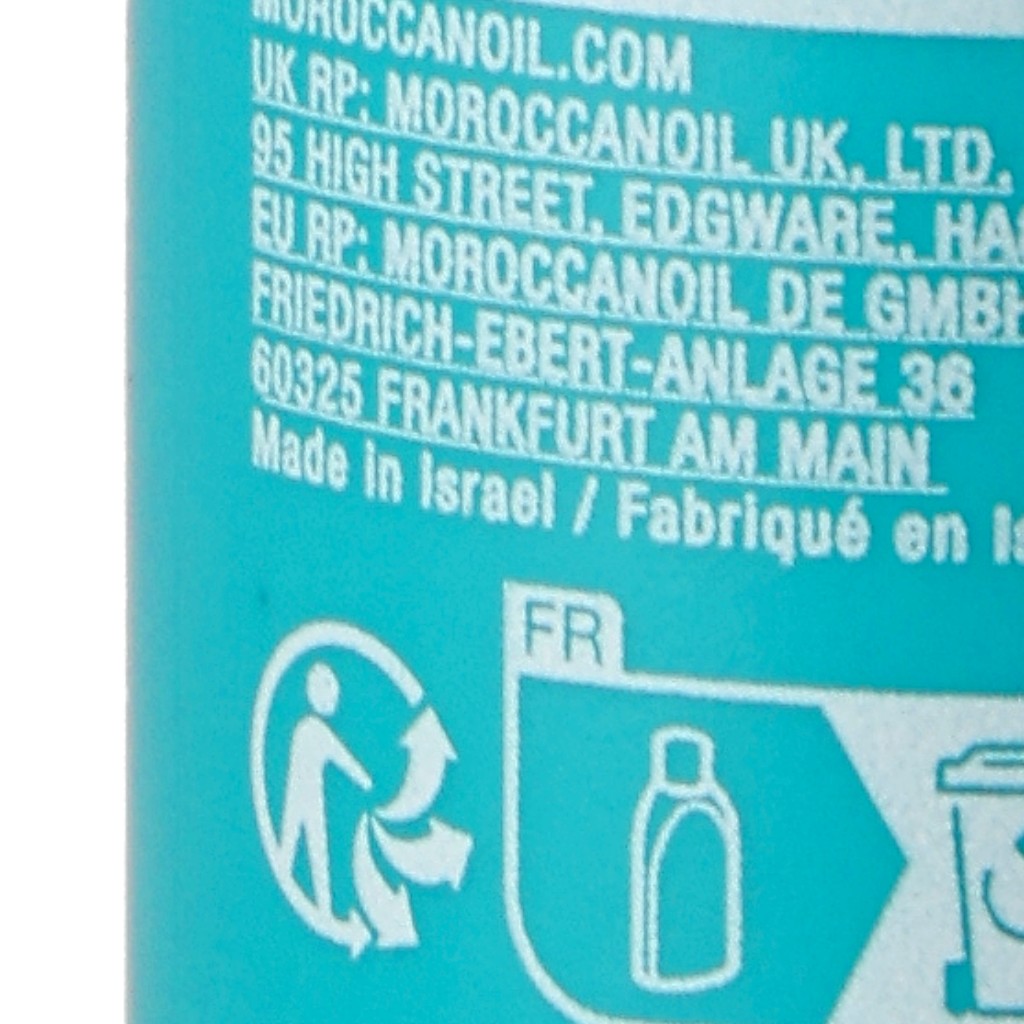 MOROCCANOIL.COM
UK RP: MOROCCANOIL UK, LTD.
95 HIGH STREET, EDGWARE,
EU RP: MOROCCANOIL DE GMBH
FRIEDRICH-EBERT-ANLAGE 36
60325 FRANKFURT AM MAIN
Made in Israel / Fabriqué en
FR